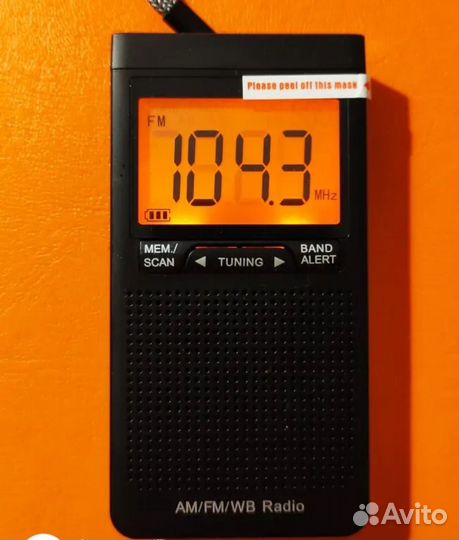 Please peel off this mask
FM
104.3
MHz
MEM./
SCAN
TUNING
BAND
ALERT
AM/FM/WB Radio
Avito